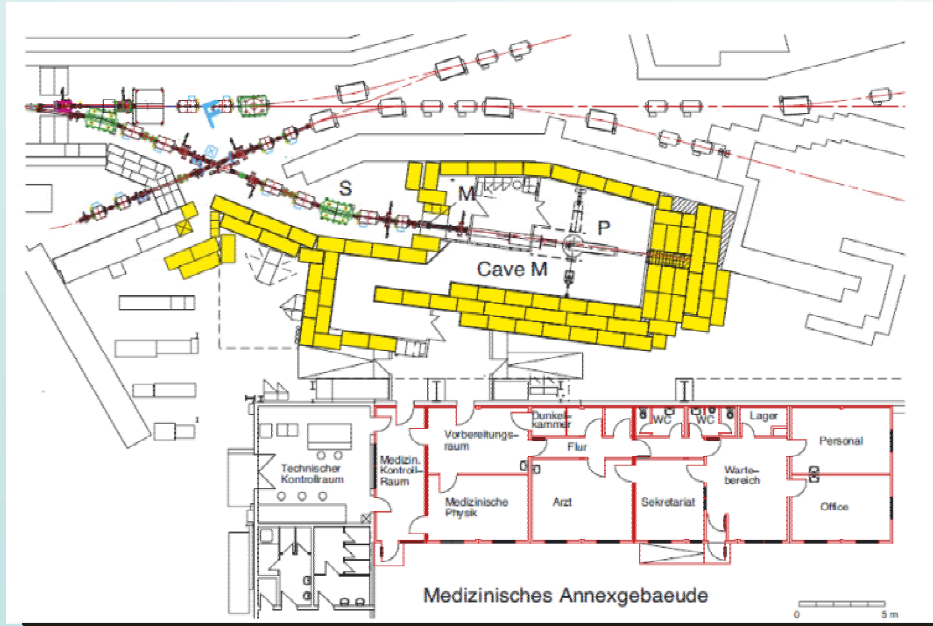 F
S
M
P
Cave M
Dunkel-
kammer
WC
WC
Lager
Vorbereitungs-
raum
Flur
Personal
Technischer
Kontrollraum
Medizin.
Kontroll-
Raum
Warte-
bereich
Medizinische
Physik
Arzt
Sekretariat
Office
Medizinisches Annexgebaeude
0
5 m